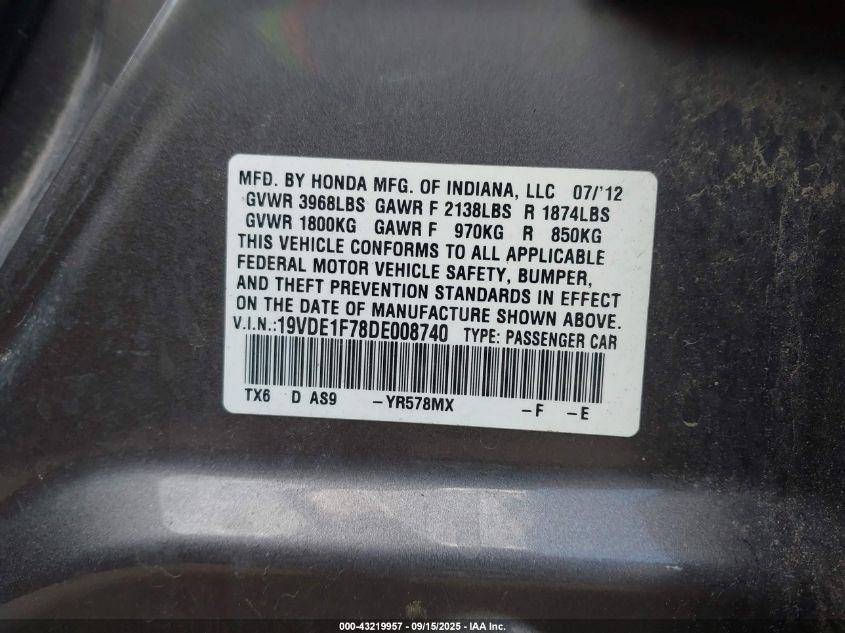 MFD. BY HONDA MFG. OF INDIANA, LLC 07/'12
GVWR 3968LBS GAWR F 2138LBS R 1874LBS
GVWR 1800KG GAWR F 970KG R 850KG
THIS VEHICLE CONFORMS TO ALL APPLICABLE
FEDERAL MOTOR VEHICLE SAFETY, BUMPER,
AND THEFT PREVENTION STANDARDS IN EFFECT
ON THE DATE OF MANUFACTURE SHOWN ABOVE.
V.I.N.:19VDE1F78DE008740 TYPE: PASSENGER CAR
TX6 D AS9 -YR578MX -F -E
000-43219957 - 09/15/2025 - IAA Inc.